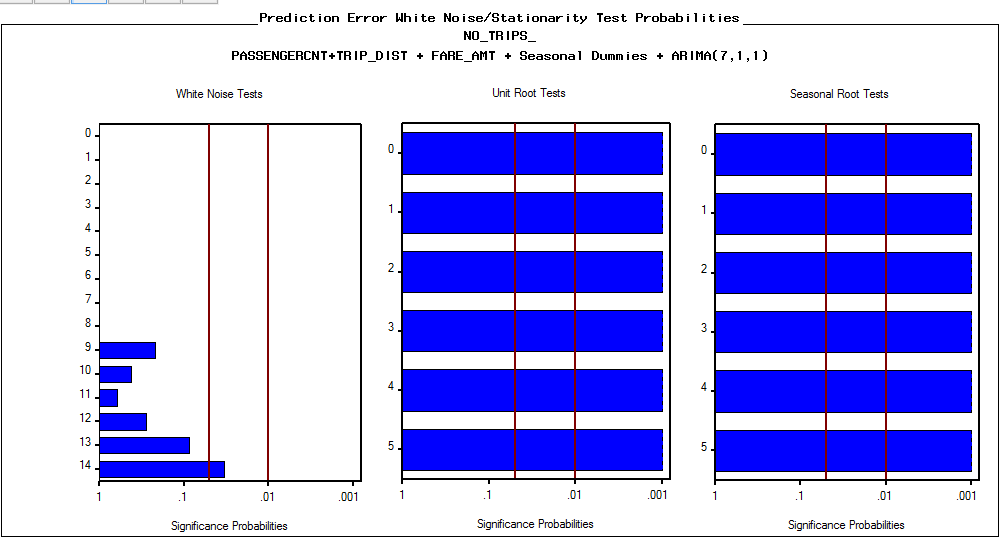 Prediction Error White Noise/Stationarity Test Probabilities
NO_TRIPS_
PASSENGERCNT+TRIP_DIST + FARE_AMT + Seasonal Dummies + ARIMA(7,1,1)
White Noise Tests
0
1
2
3
4
5
6
7
8
9
10
11
12
13
14
1 .1 .01 .001
Significance Probabilities
Unit Root Tests
0
1
2
3
4
5
1 .1 .01 .001
Significance Probabilities
Seasonal Root Tests
0
1
2
3
4
5
1 .1 .01 .001
Significance Probabilities